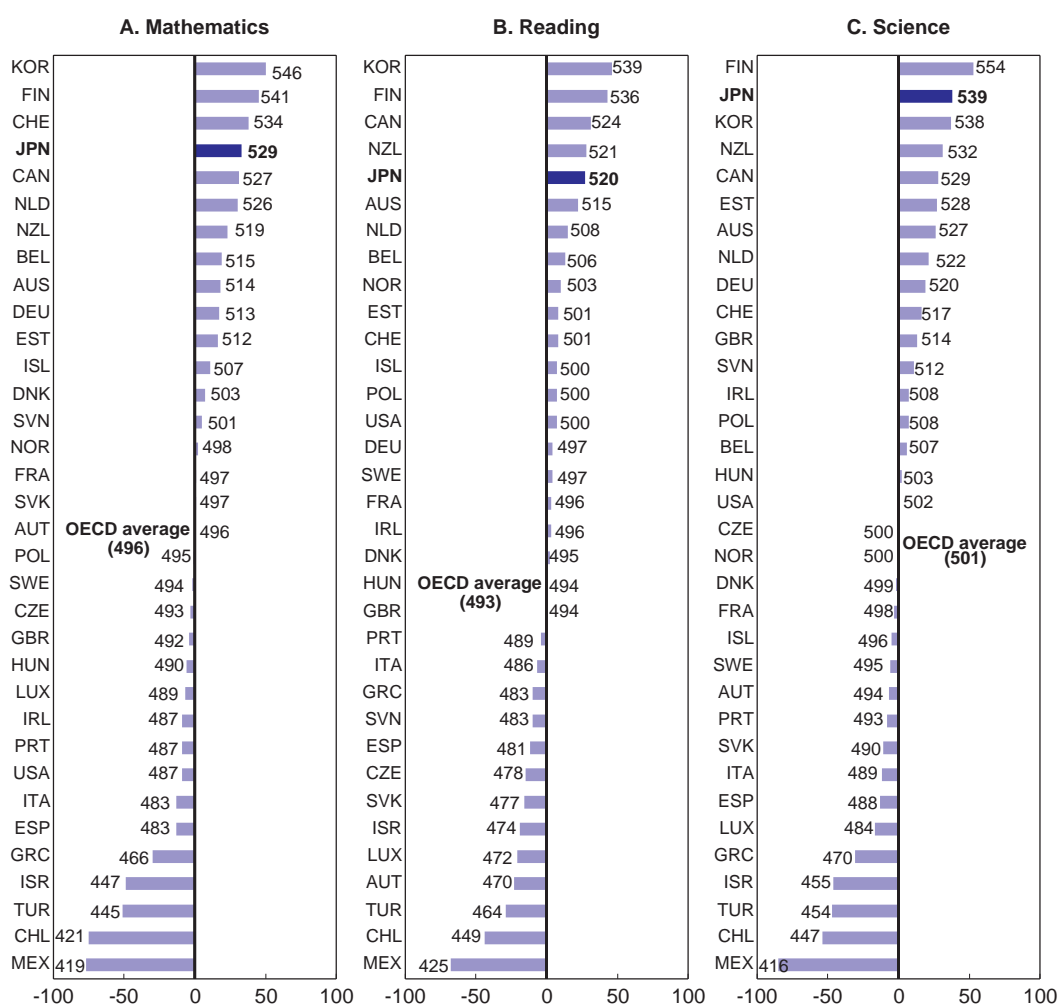 A. Mathematics
KOR 546
FIN 541
CHE 534
JPN 529
CAN 527
NLD 526
NZL 519
BEL 515
AUS 514
DEU 513
EST 512
ISL 507
DNK 503
SVN 501
NOR 498
FRA 497
SVK 497
AUT 496
OECD average
(496)
POL 495
SWE 494
CZE 493
GBR 492
HUN 490
LUX 489
IRL 487
PRT 487
USA 487
ITA 483
ESP 483
GRC 466
ISR 447
TUR 445
CHL 421
MEX 419
-100 -50 0 50 100
B. Reading
KOR 539
FIN 536
CAN 524
NZL 521
JPN 520
AUS 515
NLD 508
BEL 506
NOR 503
EST 501
CHE 501
ISL 500
POL 500
USA 500
DEU 497
SWE 497
FRA 496
IRL 496
DNK 495
HUN 494
OECD average
(493)
GBR 494
PRT 489
ITA 486
GRC 483
SVN 483
ESP 481
CZE 478
SVK 477
ISR 474
LUX 472
AUT 470
TUR 464
CHL 449
MEX 425
-100 -50 0 50 100
C. Science
FIN 554
JPN 539
KOR 538
NZL 532
CAN 529
EST 528
AUS 527
NLD 522
DEU 520
CHE 517
GBR 514
SVN 512
IRL 508
POL 508
BEL 507
HUN 503
USA 502
CZE 500
OECD average
(501)
NOR 500
DNK 499
FRA 498
ISL 496
SWE 495
AUT 494
PRT 493
SVK 490
ITA 489
ESP 488
LUX 484
GRC 470
ISR 455
TUR 454
CHL 447
MEX 416
-100 -50 0 50 100